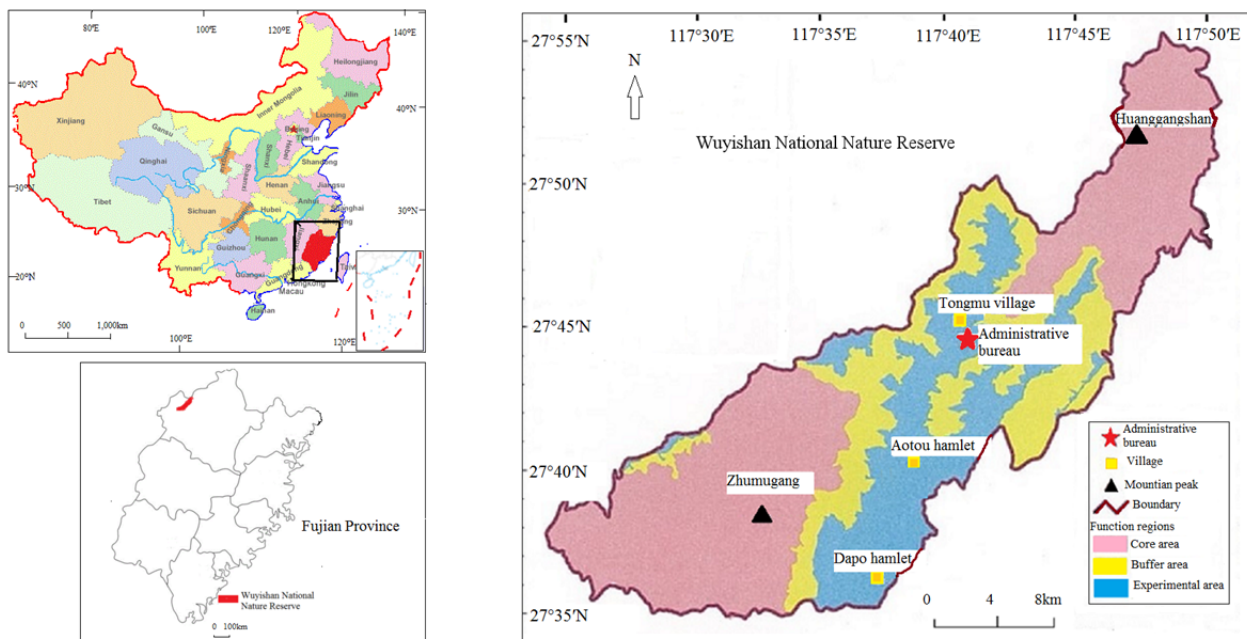 80°E
100°E
120°E
140°E
40°N
40°N
30°N
30°N
20°N
100°E
120°E
Heilongjiang
Jilin
Liaoning
Inner Mongolia
Xinjiang
Gansu
Qinghai
Tibet
Ningxia
Shaanxi
Shanxi
Hebei
Beijing
Tianjin
Shandong
Henan
Jiangsu
Anhui
Shanghai
Hubei
Sichuan
Hunan
Guizhou
Yunnan
Guangxi
Guangdong
Hongkong
Macau
Hainan
0 500 1,000km
Fujian Province
Wuyishan National
Nature Reserve
0 100km
117°30′E 117°35′E 117°40′E 117°45′E 117°50′E
27°55′N
27°50′N
27°45′N
27°40′N
27°35′N
N
Wuyishan National Nature Reserve
Huanggangshan
Tongmu village
Administrative
bureau
Aotou hamlet
Zhumugang
Dapo hamlet
0 4 8km
Administrative
bureau
Village
Mountian peak
Boundary
Function regions
Core area
Buffer area
Experimental area